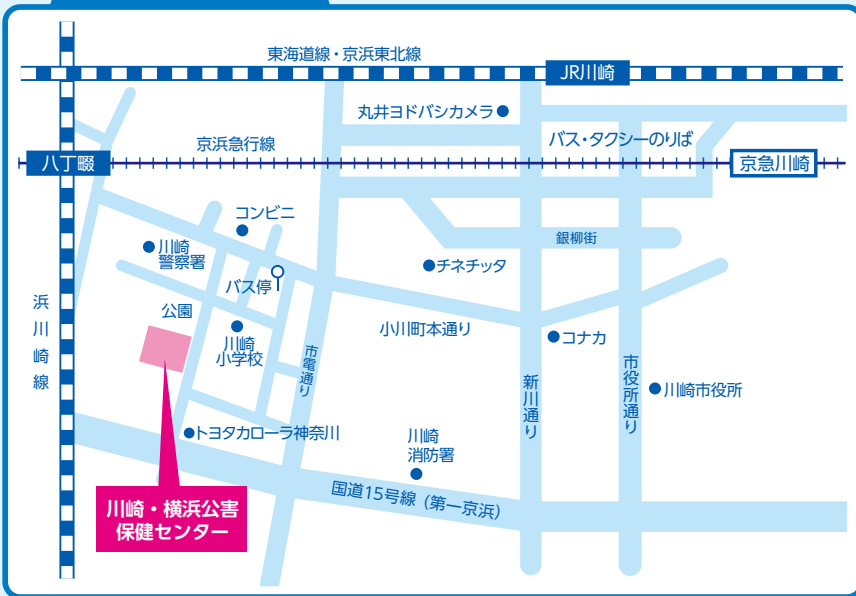 東海道線・京浜東北線
JR川崎
丸井ヨドバシカメラ
京浜急行線
バス・タクシーのりば
八丁畷
京急川崎
コンビニ
銀柳街
川崎
警察署
チネチッタ
バス停
公園
浜川崎線
川崎
小学校
市電通り
小川町本通り
コナカ
新川通り
市役所通り
川崎市役所
トヨタカローラ神奈川
川崎
消防署
国道15号線（第一京浜）
川崎・横浜公害
保健センター